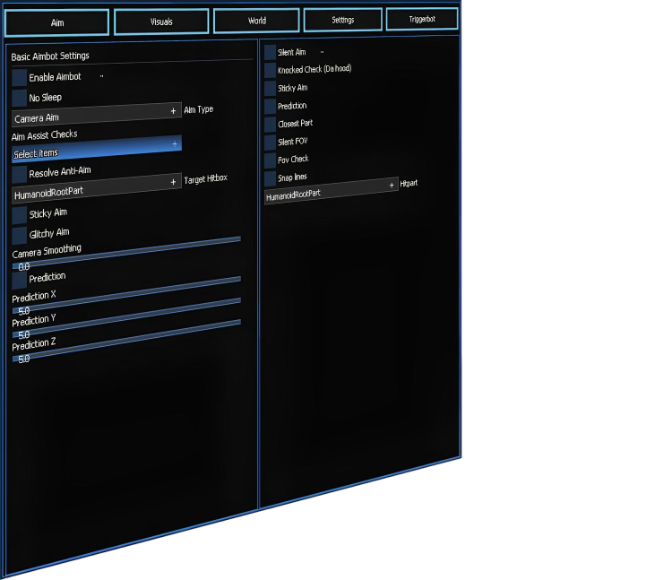 Aim Visuals World Settings Triggerbot
Basic Aimbot Settings
Enable Aimbot --
No Sleep
Camera Aim + Aim Type
Aim Assist Checks
Select items +
Resolve Anti-Aim
HumanoidRootPart + Target Hitbox
Sticky Aim
Glitchy Aim
Camera Smoothing
0.0
Prediction
Prediction X
5.0
Prediction Y
5.0
Prediction Z
5.0
Silent Aim --
Knocked Check (Da hood)
Sticky Aim
Prediction
Closest Part
Silent FOV
Fov Check
Snap lines
HumanoidRootPart + Hitpart